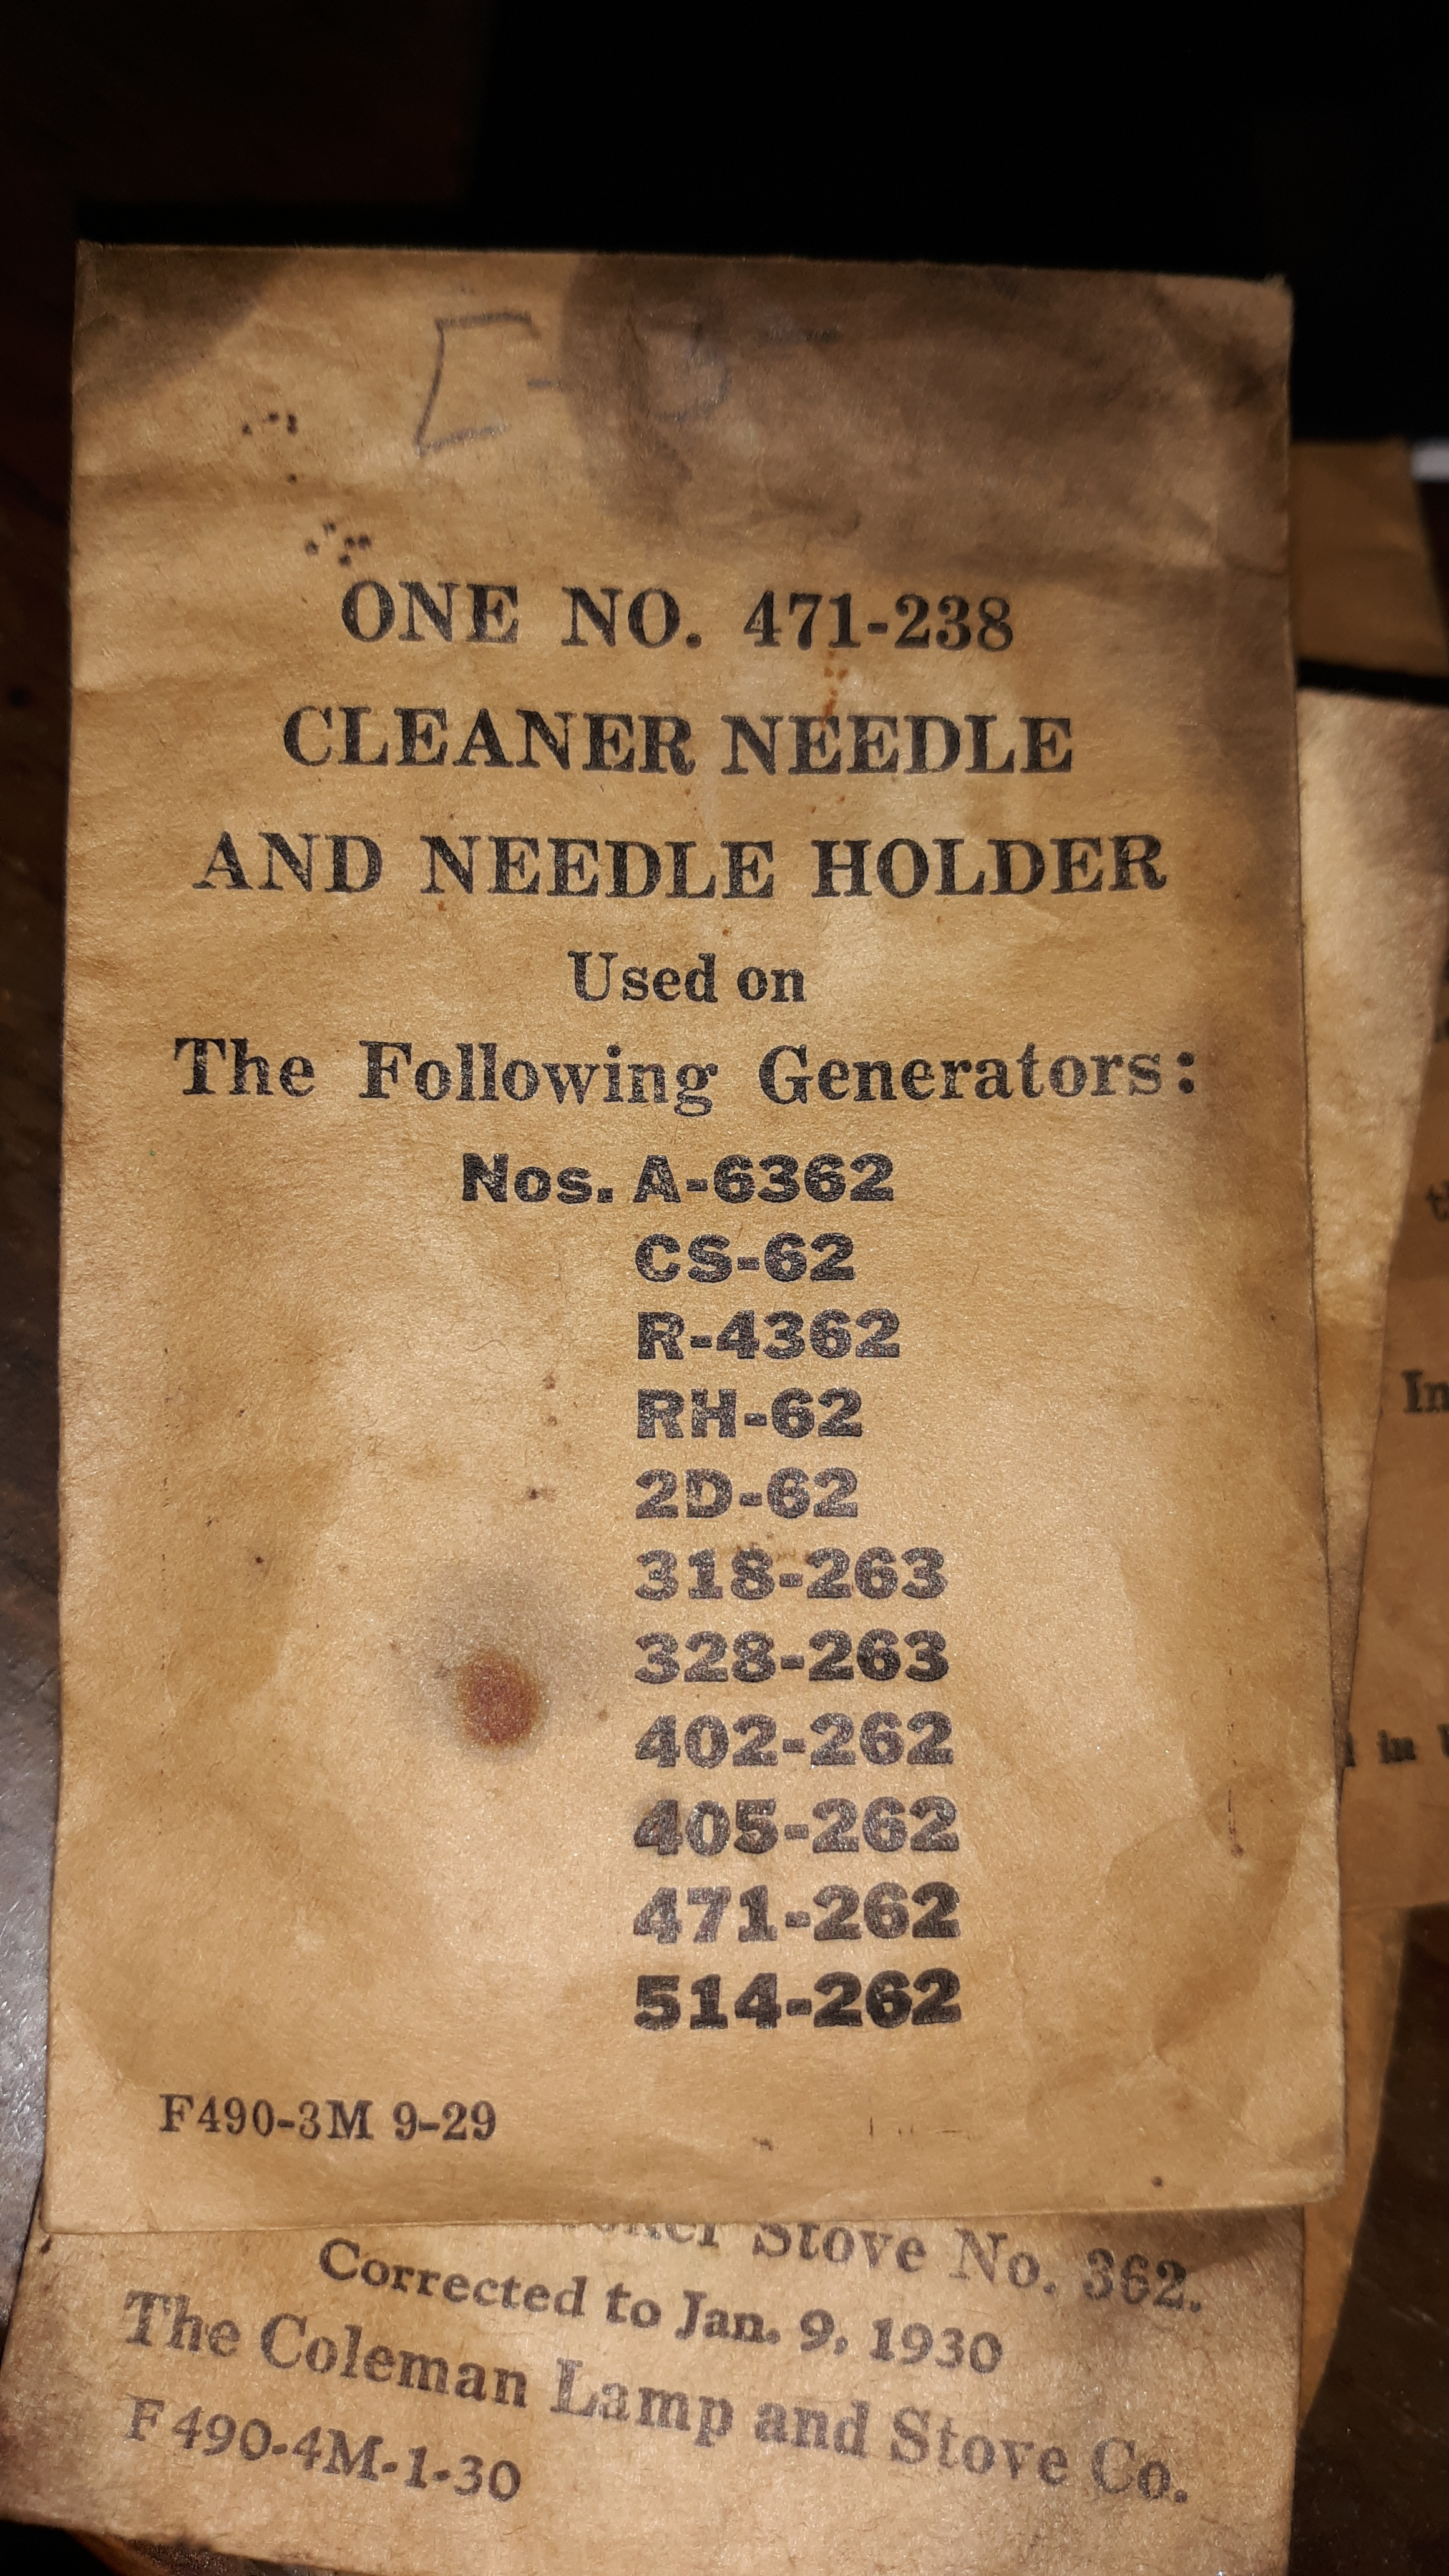 ONE NO. 471-238
CLEANER NEEDLE
AND NEEDLE HOLDER
Used on
The Following Generators:
Nos. A-6362
CS-62
R-4362
RH-62
2D-62
318-263
328-263
402-262
405-262
471-262
514-262
F490-3M 9-29
Stove No. 362.
Corrected to Jan. 9, 1930
The Coleman Lamp and Stove Co.
F 490-4M-1-30
in